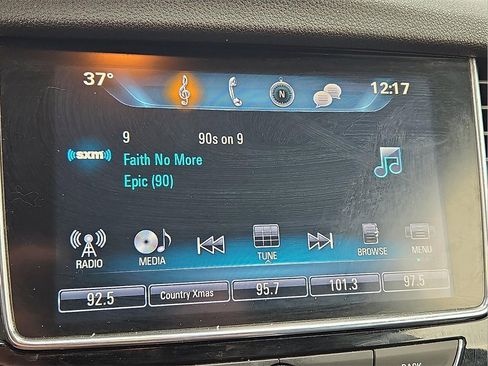 37° N 12:17
9 90s on 9
((sxm)) Faith No More
Epic (90)
RADIO MEDIA TUNE BROWSE MENU
92.5 Country Xmas 95.7 101.3 97.5
BACK